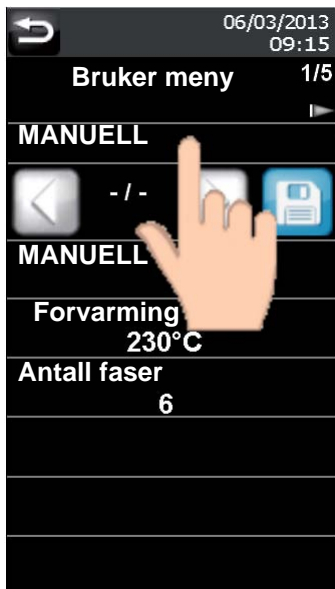 06/03/2013
09:15
Bruker meny 1/5
MANUELL
- / -
MANUELL
Forvarming
230°C
Antall faser
6